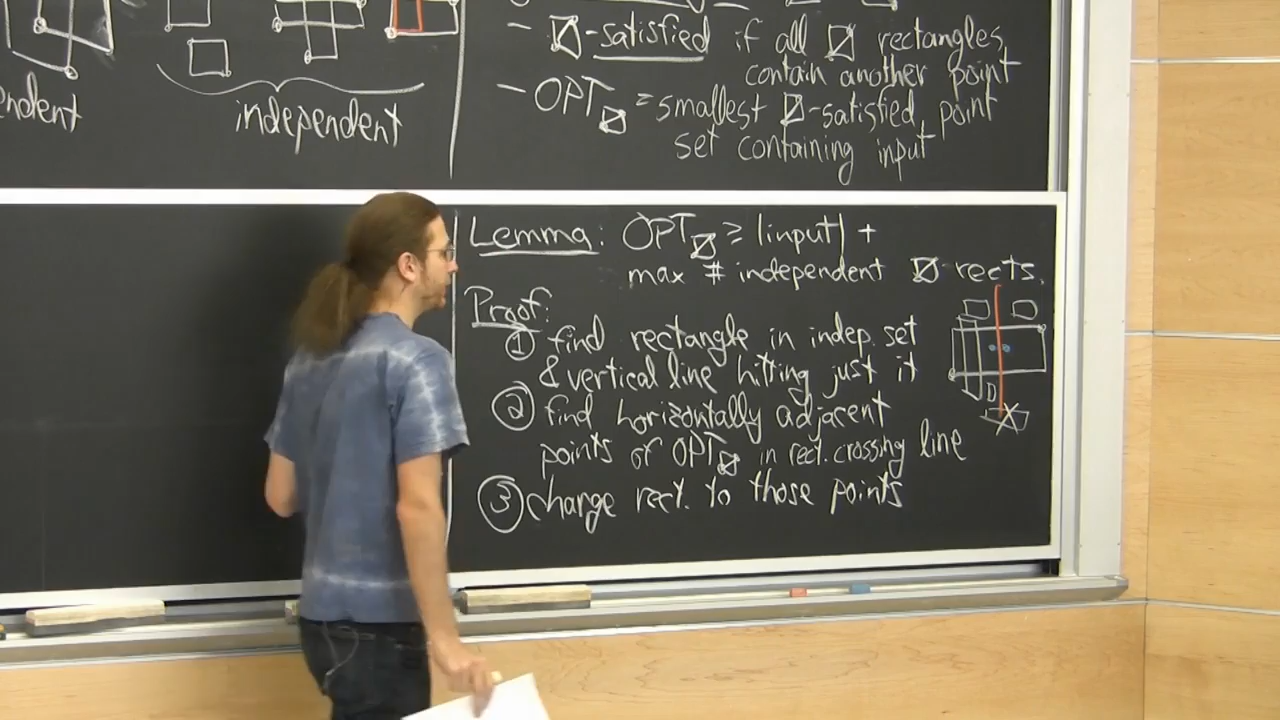 independent
-satisfied if all rectangles
contain another point
- OPT = smallest -satisfied point
set containing input
Lemma: OPT ≥ |input| +
max # independent rects.
Proof:
① find rectangle in indep. set
& vertical line hitting just it
② find horizontally adjacent
points of OPT in rect. crossing line
③ charge rect. to those points